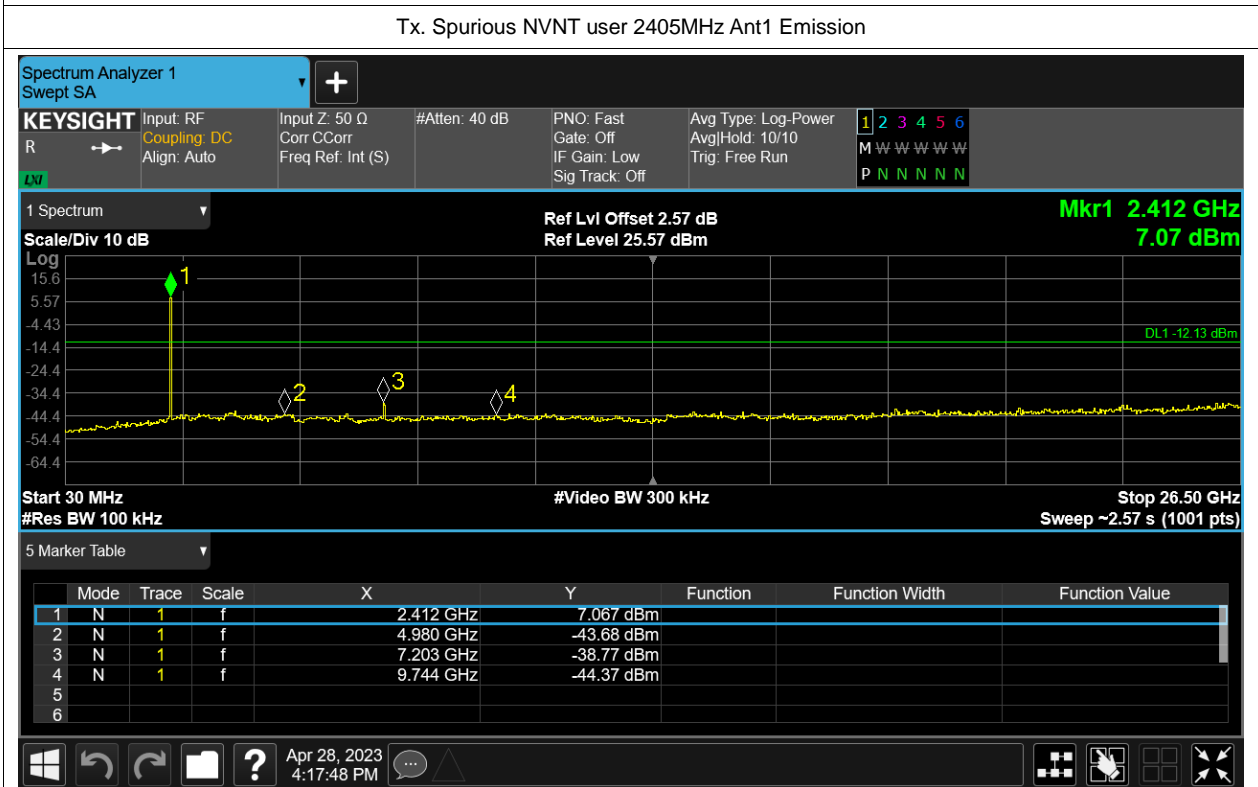 Tx. Spurious NVNT user 2405MHz Ant1 Emission
Spectrum Analyzer 1
Swept SA
KEYSIGHT Input: RF Input Z: 50 Ω #Atten: 40 dB PNO: Fast Avg Type: Log-Power 1 2 3 4 5 6
R Coupling: DC Corr CCorr Gate: Off Avg|Hold: 10/10 M W W W W W
Align: Auto Freq Ref: Int (S) IF Gain: Low Trig: Free Run
LXI Sig Track: Off P N N N N N
1 Spectrum Ref Lvl Offset 2.57 dB Mkr1 2.412 GHz
Scale/Div 10 dB Ref Level 25.57 dBm 7.07 dBm
Log
15.6 1
5.57
-4.43 DL1 -12.13 dBm
-14.4
-24.4
-34.4 2 3 4
-44.4
-54.4
-64.4
Start 30 MHz #Video BW 300 kHz Stop 26.50 GHz
#Res BW 100 kHz Sweep ~2.57 s (1001 pts)
5 Marker Table
Mode Trace Scale X Y Function Function Width Function Value
1 N 1 f 2.412 GHz 7.067 dBm
2 N 1 f 4.980 GHz -43.68 dBm
3 N 1 f 7.203 GHz -38.77 dBm
4 N 1 f 9.744 GHz -44.37 dBm
5
6
? Apr 28, 2023
4:17:48 PM